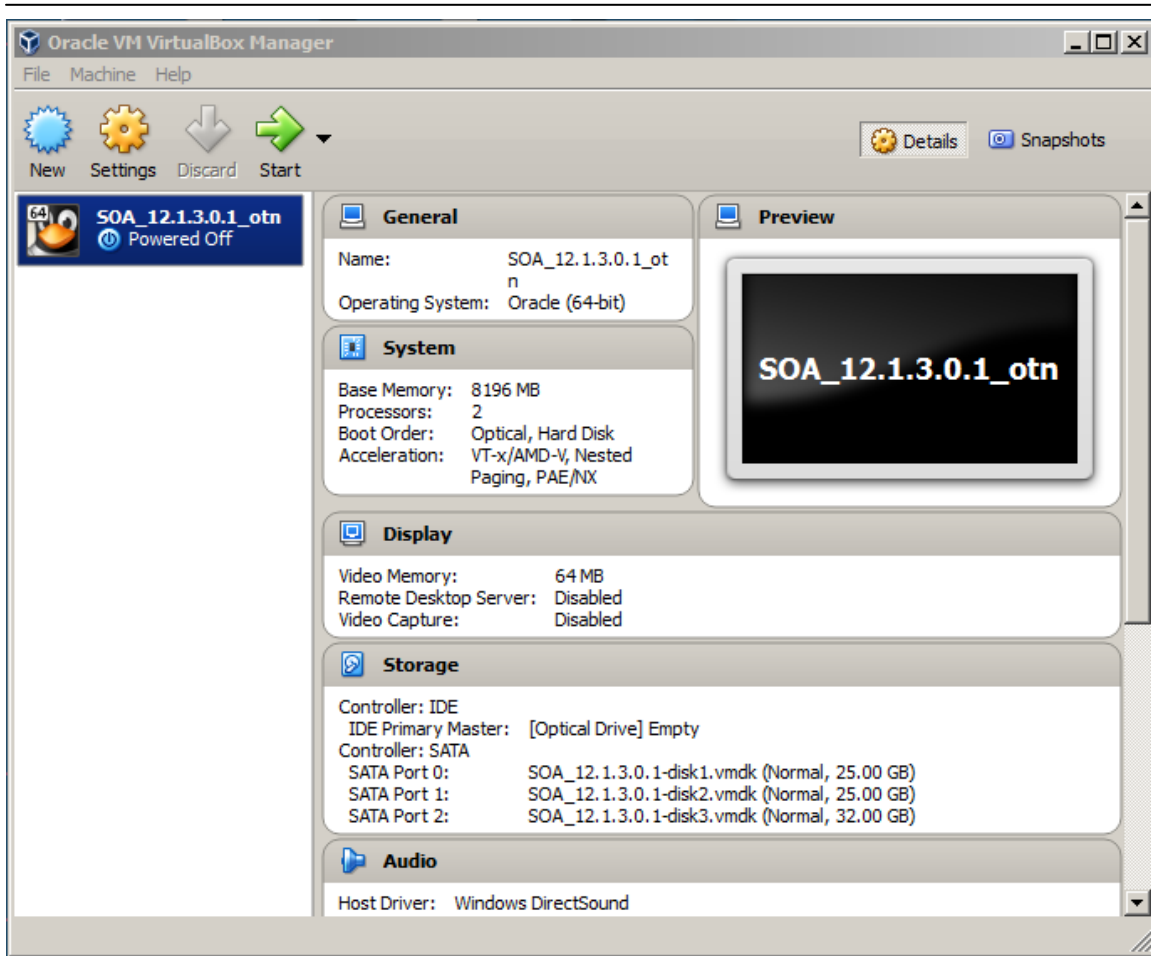 Oracle VM VirtualBox Manager
File Machine Help
New Settings Discard Start
Details Snapshots
64
SOA_12.1.3.0.1_otn
Powered Off
General
Name: SOA_12.1.3.0.1_ot
n
Operating System: Oracle (64-bit)
System
Base Memory: 8196 MB
Processors: 2
Boot Order: Optical, Hard Disk
Acceleration: VT-x/AMD-V, Nested
Paging, PAE/NX
Preview
SOA_12.1.3.0.1_otn
Display
Video Memory: 64 MB
Remote Desktop Server: Disabled
Video Capture: Disabled
Storage
Controller: IDE
IDE Primary Master: [Optical Drive] Empty
Controller: SATA
SATA Port 0: SOA_12.1.3.0.1-disk1.vmdk (Normal, 25.00 GB)
SATA Port 1: SOA_12.1.3.0.1-disk2.vmdk (Normal, 25.00 GB)
SATA Port 2: SOA_12.1.3.0.1-disk3.vmdk (Normal, 32.00 GB)
Audio
Host Driver: Windows DirectSound